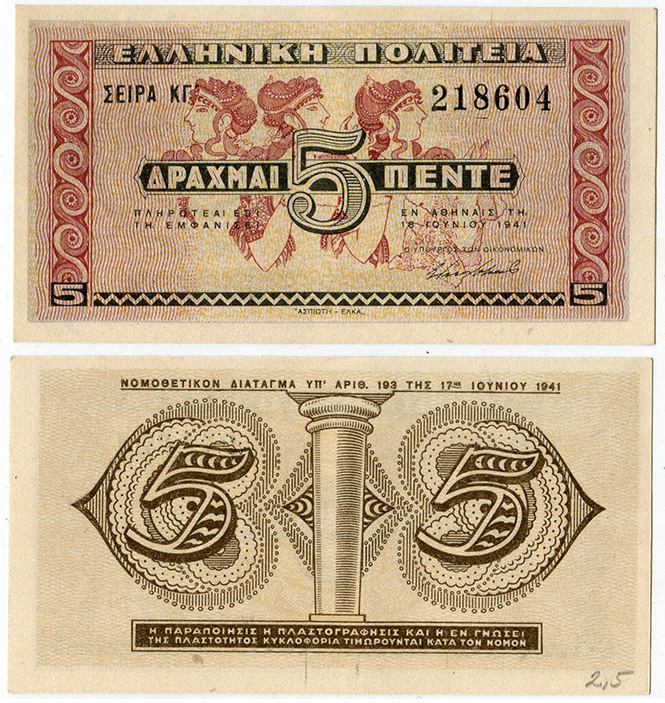 ΕΛΛΗΝΙΚΗ ΠΟΛΙΤΕΙΑ
ΣΕΙΡΑ ΚΓ 218604
ΔΡΑΧΜΑΙ 5 ΠΕΝΤΕ
ΠΛΗΡΩΤΕΑΙ ΕΠΙ
ΤΗ ΕΜΦΑΝΙΣΕΙ
ΕΝ ΑΘΗΝΑΙΣ ΤΗ
18 ΙΟΥΝΙΟΥ 1941
Ο ΥΠΟΥΡΓΟΣ ΤΩΝ ΟΙΚΟΝΟΜΙΚΩΝ
5 5
"ΑΣΠΙΩΤΗ - ΕΛΚΑ„
ΝΟΜΟΘΕΤΙΚΟΝ ΔΙΑΤΑΓΜΑ ΥΠ' ΑΡΙΘ. 193 ΤΗΣ 17ΗΣ ΙΟΥΝΙΟΥ 1941
5 5
Η ΠΑΡΑΠΟΙΗΣΙΣ Η ΠΛΑΣΤΟΓΡΑΦΗΣΙΣ ΚΑΙ Η ΕΝ ΓΝΩΣΕΙ
ΤΗΣ ΠΛΑΣΤΟΤΗΤΟΣ ΚΥΚΛΟΦΟΡΙΑ ΤΙΜΩΡΟΥΝΤΑΙ ΚΑΤΑ ΤΟΝ ΝΟΜΟΝ
2,5